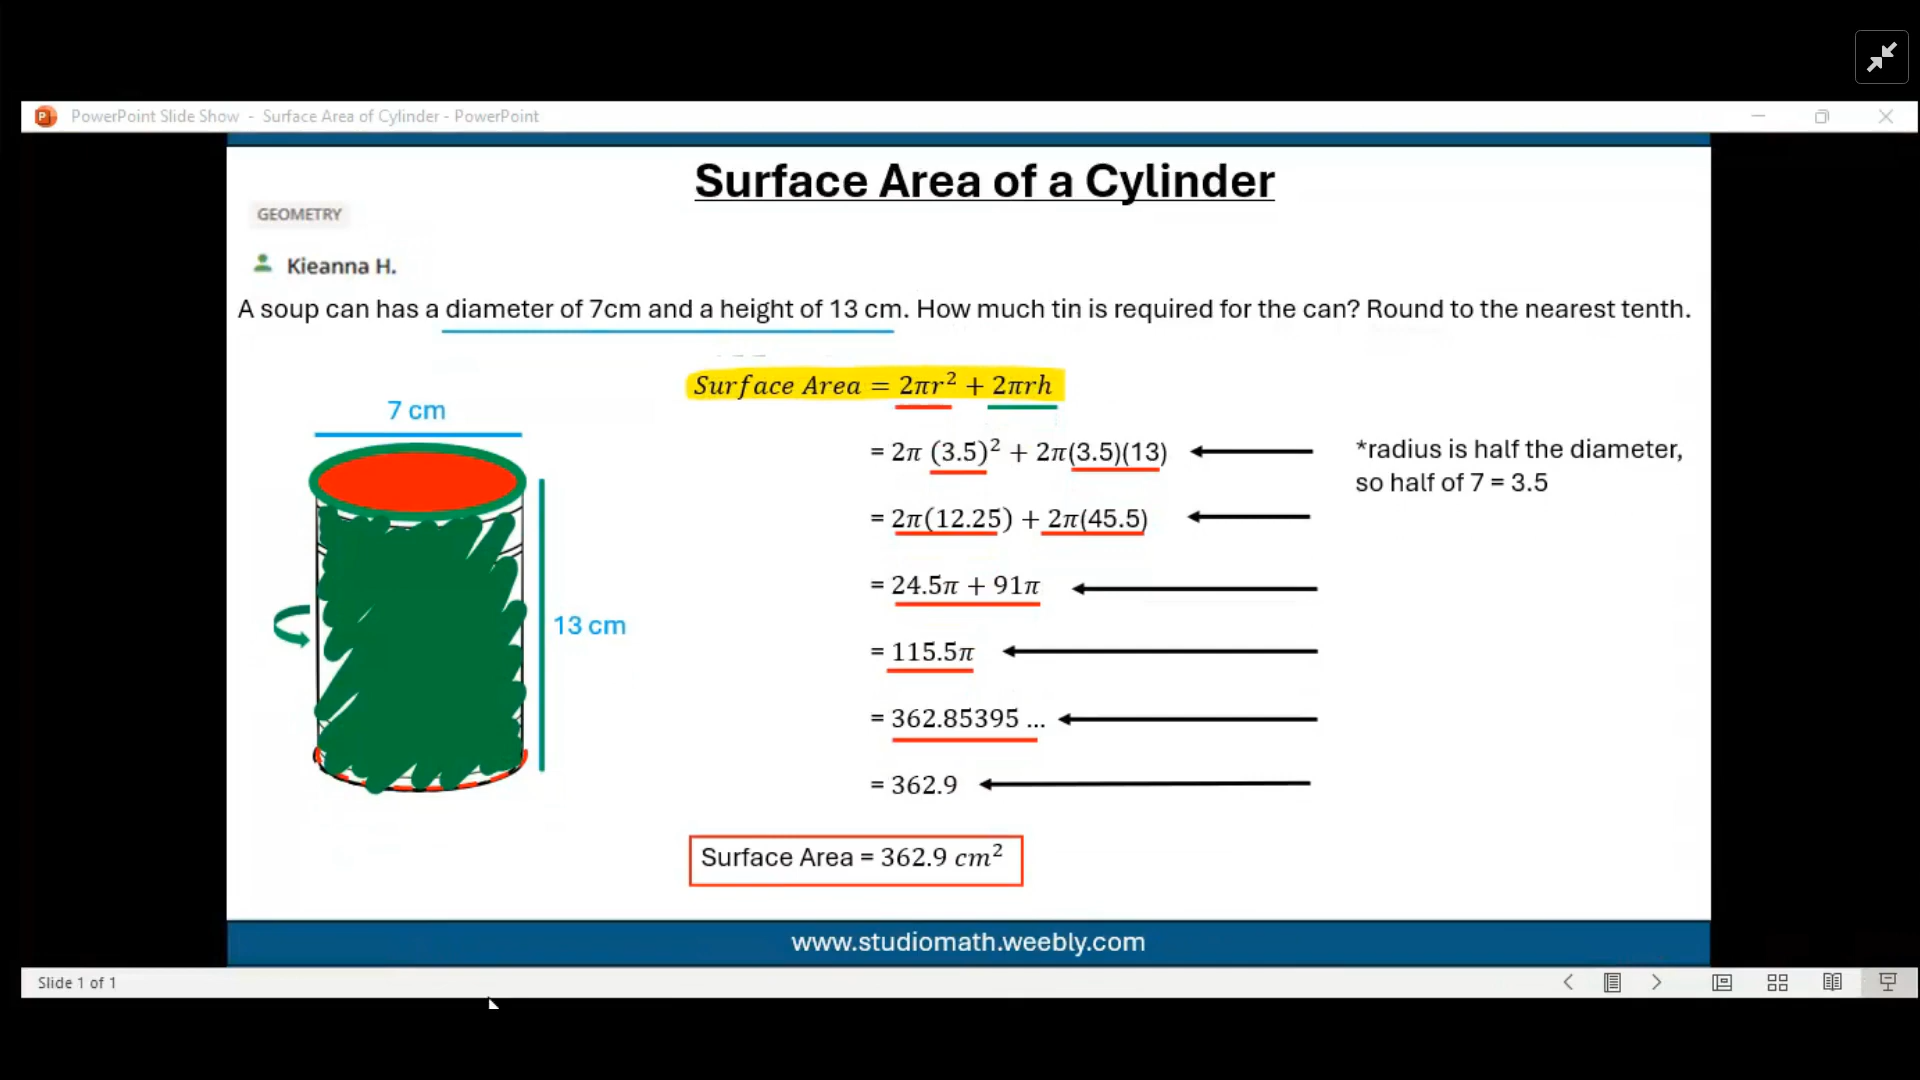 PowerPoint Slide Show - Surface Area of Cylinder - PowerPoint
Surface Area of a Cylinder
GEOMETRY
Kieanna H.
A soup can has a diameter of 7cm and a height of 13 cm. How much tin is required for the can? Round to the nearest tenth.
Surface Area = 2πr² + 2πrh
7 cm
= 2π (3.5)² + 2π(3.5)(13)
*radius is half the diameter,
so half of 7 = 3.5
= 2π(12.25) + 2π(45.5)
= 24.5π + 91π
13 cm
= 115.5π
= 362.85395 ...
= 362.9
Surface Area = 362.9 cm²
www.studiomath.weebly.com
Slide 1 of 1